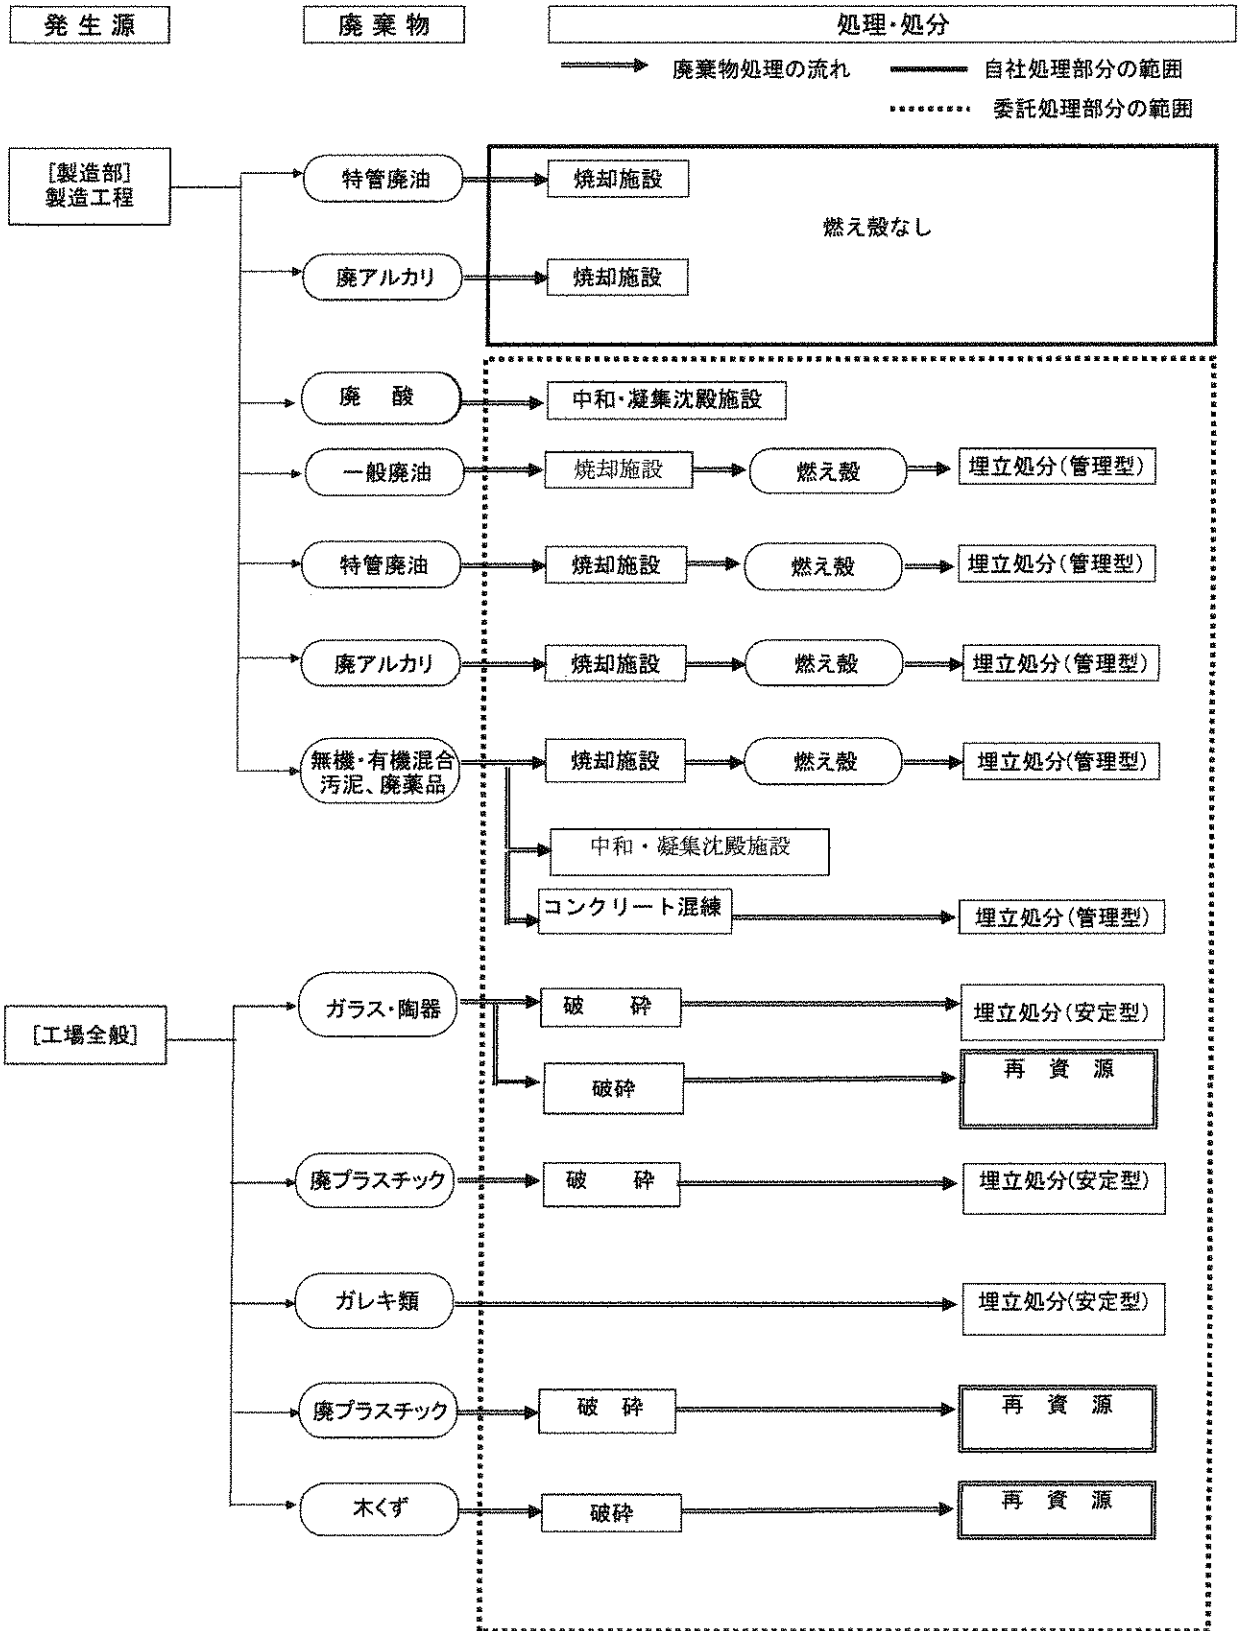 発生源
廃棄物
処理・処分
廃棄物処理の流れ
自社処理部分の範囲
委託処理部分の範囲
[製造部]
製造工程
特管廃油
焼却施設
燃え殻なし
廃アルカリ
焼却施設
廃 酸
中和・凝集沈殿施設
一般廃油
焼却施設
燃え殻
埋立処分(管理型)
特管廃油
焼却施設
燃え殻
埋立処分(管理型)
廃アルカリ
焼却施設
燃え殻
埋立処分(管理型)
無機・有機混合
汚泥、廃薬品
焼却施設
燃え殻
埋立処分(管理型)
中和・凝集沈殿施設
コンクリート混練
埋立処分(管理型)
[工場全般]
ガラス・陶器
破 砕
埋立処分(安定型)
破砕
再 資 源
廃プラスチック
破 砕
埋立処分(安定型)
ガレキ類
埋立処分(安定型)
廃プラスチック
破 砕
再 資 源
木くず
破砕
再 資 源